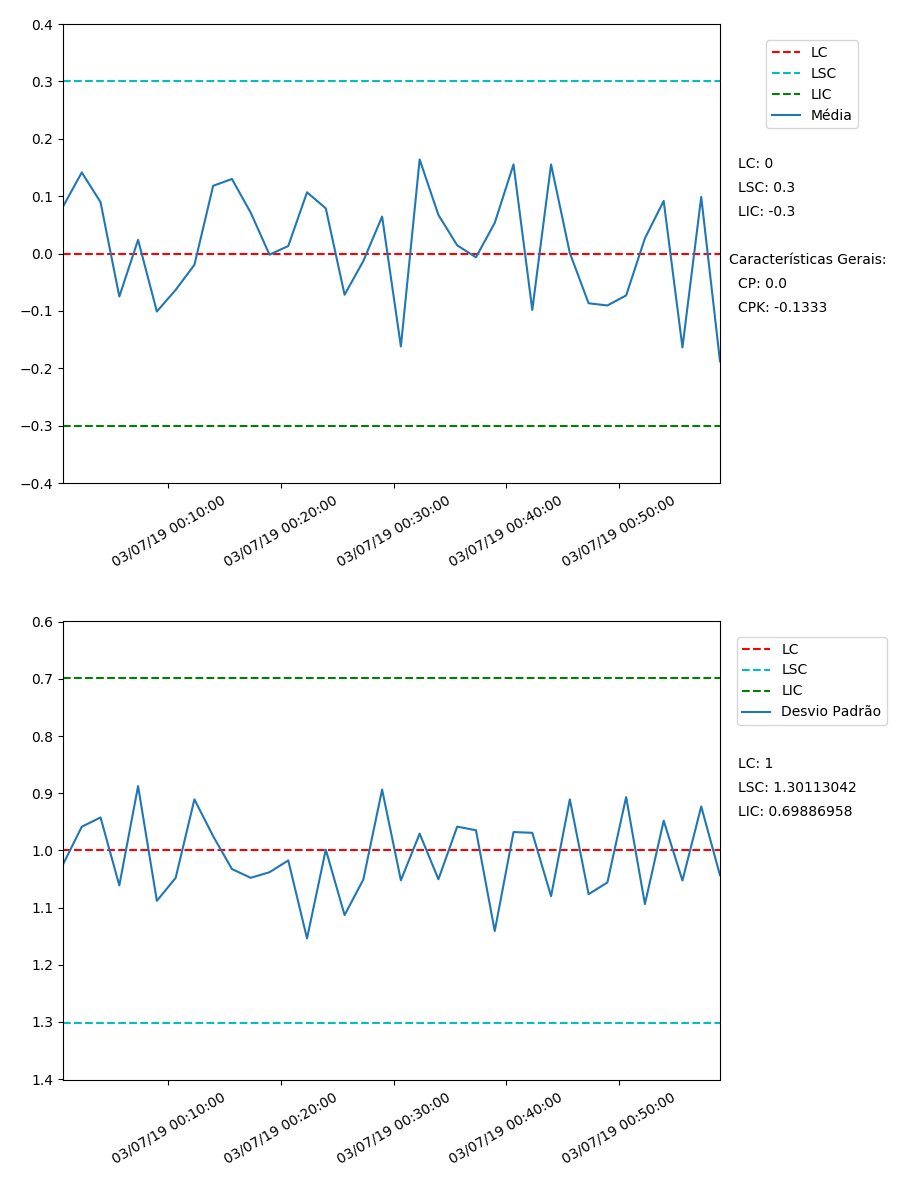 0.4
0.3
0.2
0.1
0.0
−0.1
−0.2
−0.3
−0.4
03/07/19 00:10:00
03/07/19 00:20:00
03/07/19 00:30:00
03/07/19 00:40:00
03/07/19 00:50:00
LC
LSC
LIC
Média
LC: 0
LSC: 0.3
LIC: -0.3
Características Gerais:
CP: 0.0
CPK: -0.1333
0.6
0.7
0.8
0.9
1.0
1.1
1.2
1.3
1.4
03/07/19 00:10:00
03/07/19 00:20:00
03/07/19 00:30:00
03/07/19 00:40:00
03/07/19 00:50:00
LC
LSC
LIC
Desvio Padrão
LC: 1
LSC: 1.30113042
LIC: 0.69886958